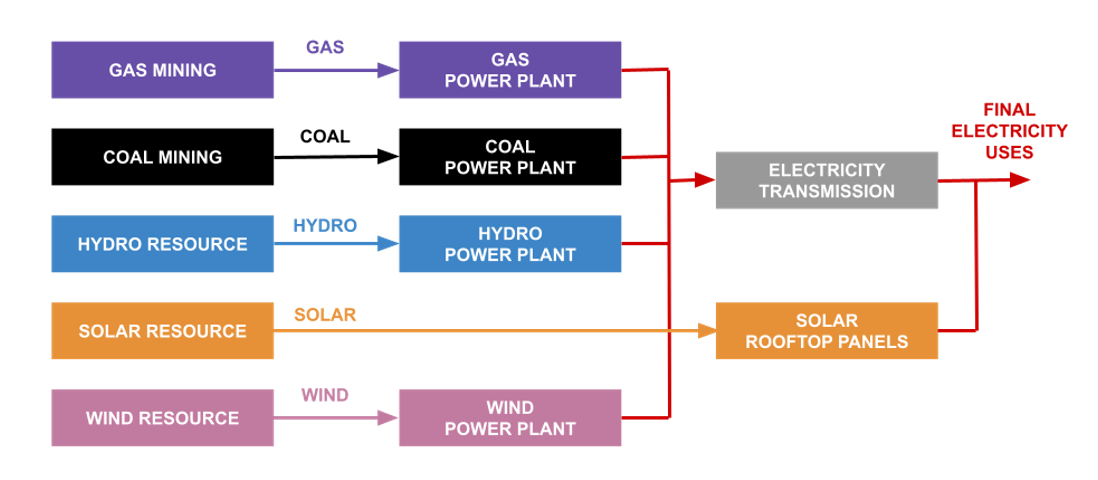 GAS MINING
GAS
GAS
POWER PLANT
COAL MINING
COAL
COAL
POWER PLANT
HYDRO RESOURCE
HYDRO
HYDRO
POWER PLANT
SOLAR RESOURCE
SOLAR
WIND RESOURCE
WIND
WIND
POWER PLANT
ELECTRICITY
TRANSMISSION
SOLAR
ROOFTOP PANELS
FINAL
ELECTRICITY
USES